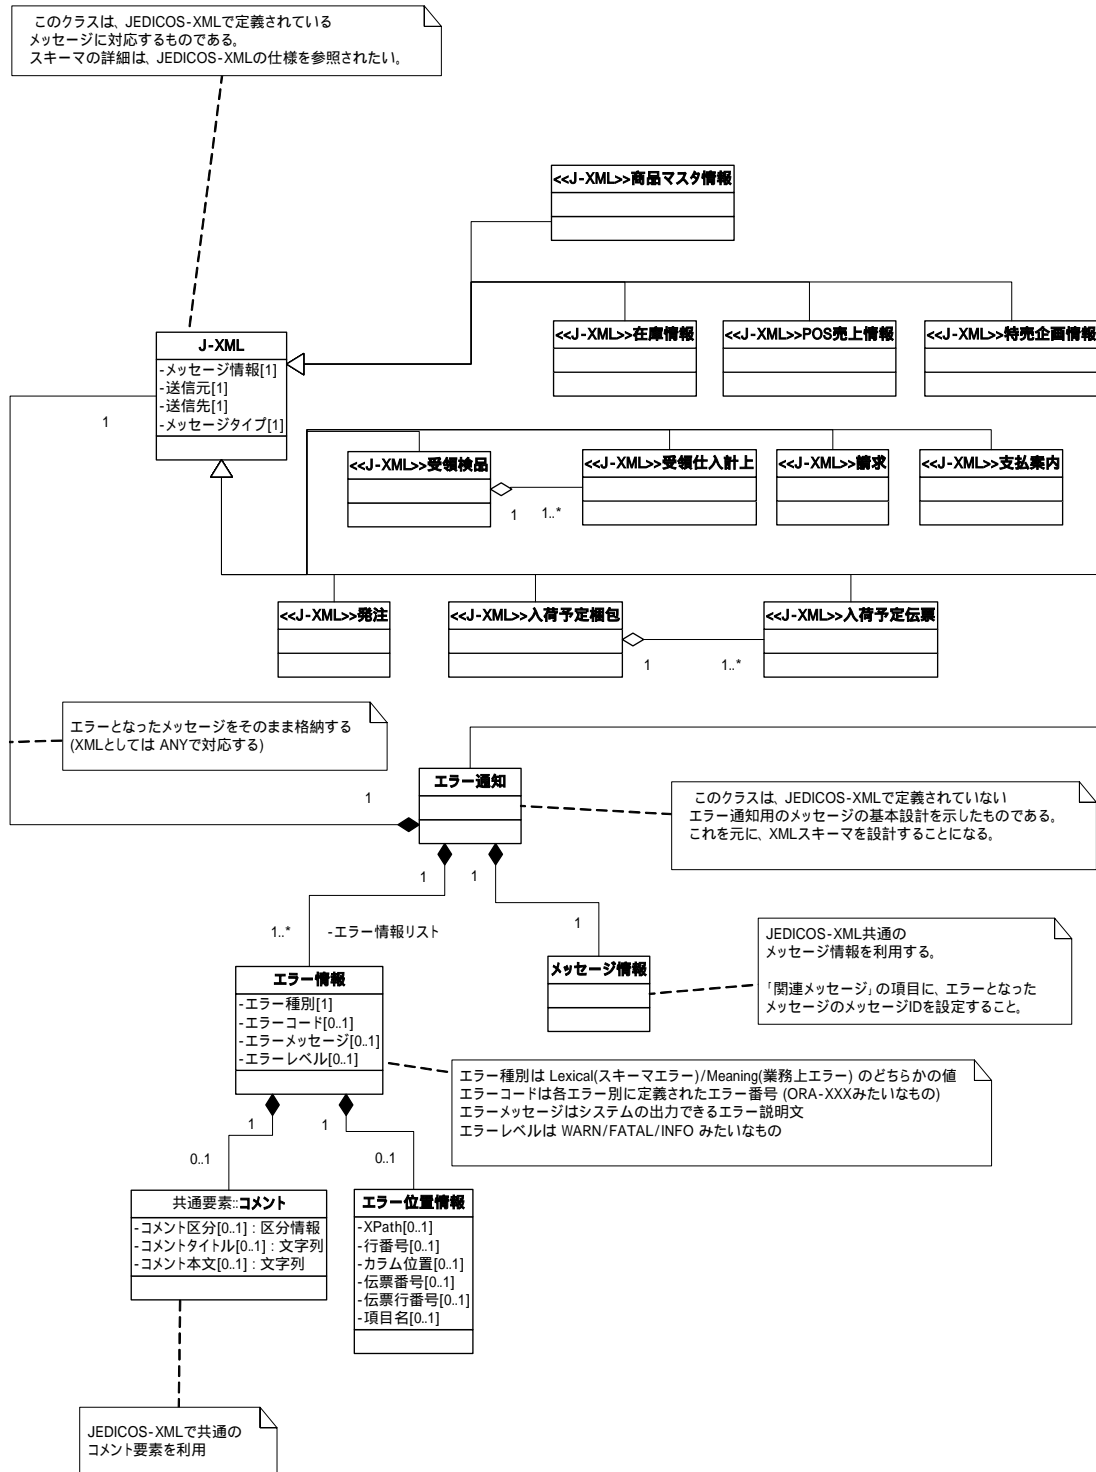 このクラスは、JEDICOS-XMLで定義されている
メッセージに対応するものである。
スキーマの詳細は、JEDICOS-XMLの仕様を参照されたい。
<<J-XML>>商品マスタ情報
<<J-XML>>在庫情報
<<J-XML>>POS売上情報
<<J-XML>>特売企画情報
J-XML
-メッセージ情報[1]
-送信元[1]
-送信先[1]
-メッセージタイプ[1]
1
<<J-XML>>受領検品
<<J-XML>>受領仕入計上
<<J-XML>>請求
<<J-XML>>支払案内
1
1..*
<<J-XML>>発注
<<J-XML>>入荷予定梱包
<<J-XML>>入荷予定伝票
1
1..*
エラーとなったメッセージをそのまま格納する
(XMLとしては ANYで対応する)
エラー通知
1
このクラスは、JEDICOS-XMLで定義されていない
エラー通知用のメッセージの基本設計を示したものである。
これを元に、XMLスキーマを設計することになる。
1
1
1..*
-エラー情報リスト
1
JEDICOS-XML共通の
メッセージ情報を利用する。
「関連メッセージ」の項目に、エラーとなった
メッセージのメッセージIDを設定すること。
メッセージ情報
エラー情報
-エラー種別[1]
-エラーコード[0..1]
-エラーメッセージ[0..1]
-エラーレベル[0..1]
エラー種別は Lexical(スキーマエラー)/Meaning(業務上エラー) のどちらかの値
エラーコードは各エラー別に定義されたエラー番号 (ORA-XXXみたいなもの)
エラーメッセージはシステムの出力できるエラー説明文
エラーレベルは WARN/FATAL/INFO みたいなもの
1
1
0..1
0..1
共通要素::コメント
-コメント区分[0..1] : 区分情報
-コメントタイトル[0..1] : 文字列
-コメント本文[0..1] : 文字列
エラー位置情報
-XPath[0..1]
-行番号[0..1]
-カラム位置[0..1]
-伝票番号[0..1]
-伝票行番号[0..1]
-項目名[0..1]
JEDICOS-XMLで共通の
コメント要素を利用